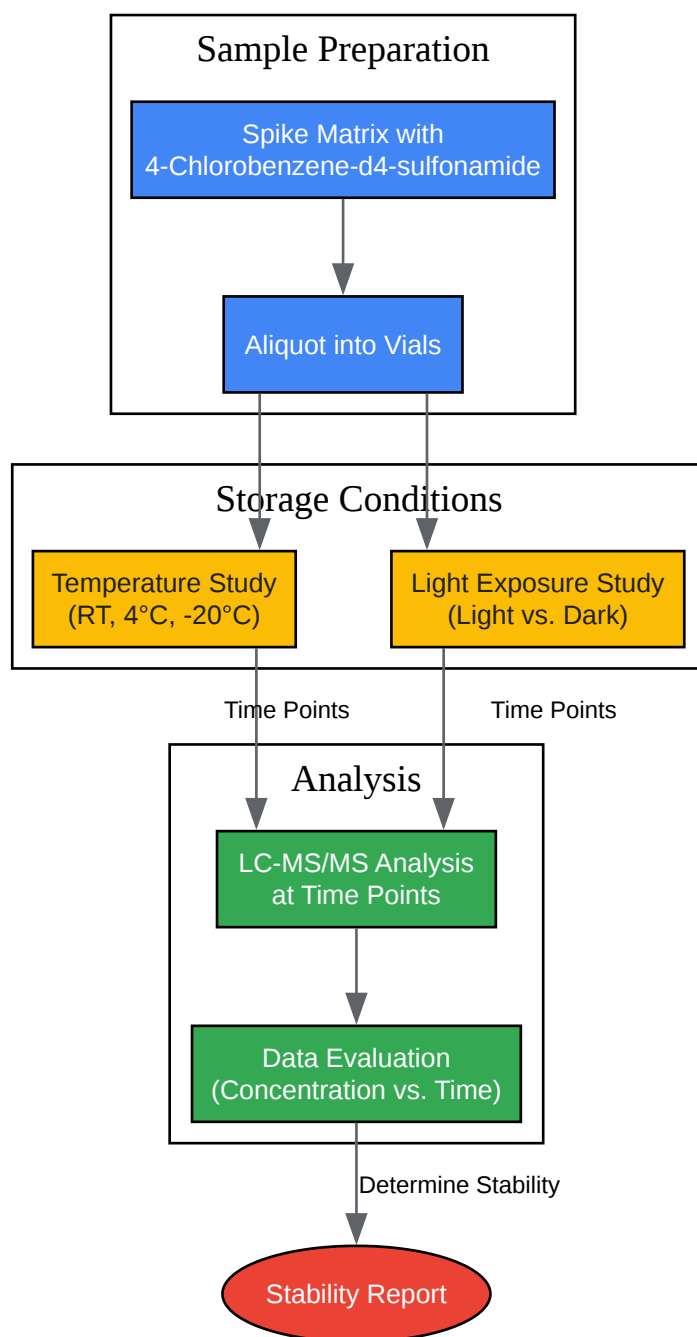 Sample Preparation
Spike Matrix with
4-Chlorobenzene-d4-sulfonamide
Aliquot into Vials
Storage Conditions
Temperature Study
(RT, 4°C, -20°C)
Light Exposure Study
(Light vs. Dark)
Time Points
Time Points
Analysis
LC-MS/MS Analysis
at Time Points
Data Evaluation
(Concentration vs. Time)
Determine Stability
Stability Report